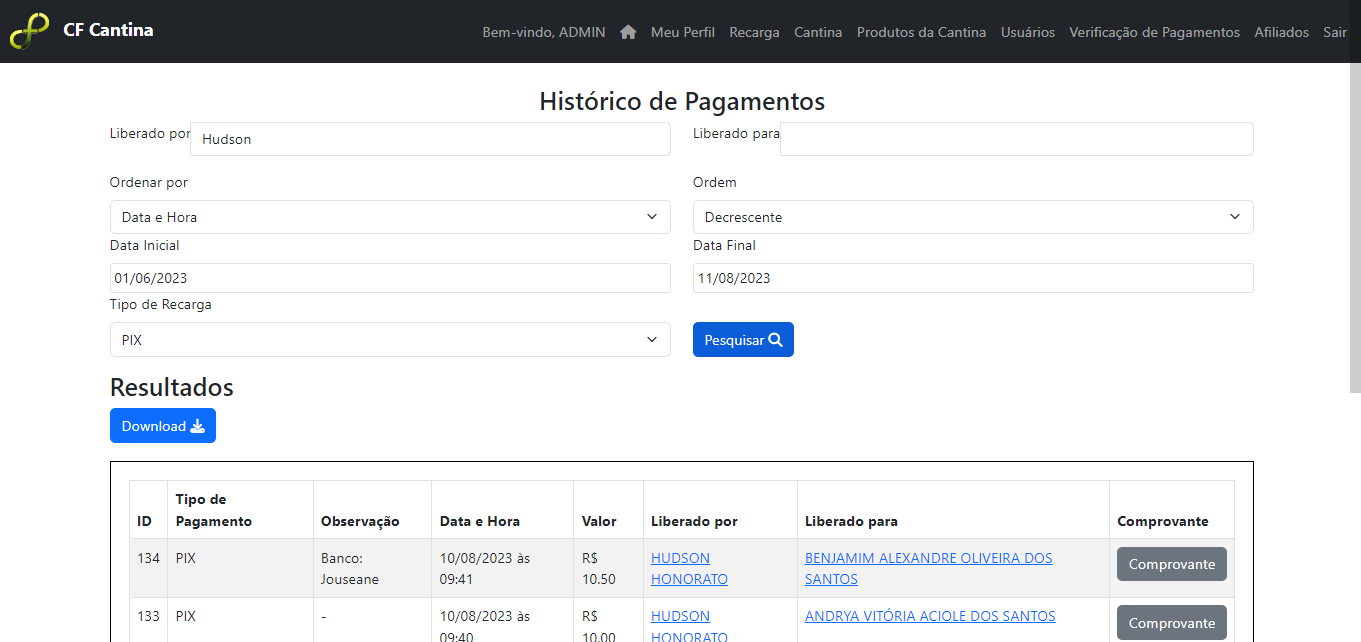 CF Cantina
Bem-vindo, ADMIN Meu Perfil Recarga Cantina Produtos da Cantina Usuários Verificação de Pagamentos Afiliados Sair
Histórico de Pagamentos
Liberado por Hudson Liberado para
Ordenar por Ordem
Data e Hora Decrescente
Data Inicial Data Final
01/06/2023 11/08/2023
Tipo de Recarga
PIX Pesquisar
Resultados
Download
ID Tipo de Pagamento Observação Data e Hora Valor Liberado por Liberado para Comprovante
134 PIX Banco: Jouseane 10/08/2023 às 09:41 R$ 10.50 HUDSON HONORATO BENJAMIM ALEXANDRE OLIVEIRA DOS SANTOS Comprovante
133 PIX - 10/08/2023 às 09:40 R$ 10.00 HUDSON HONORATO ANDRYA VITÓRIA ACIOLE DOS SANTOS Comprovante